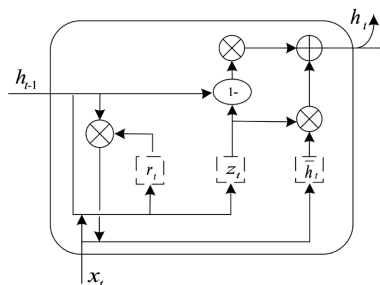 h_t
h_{t-1}
1-
r_t
z_t
h̅_t
x_t